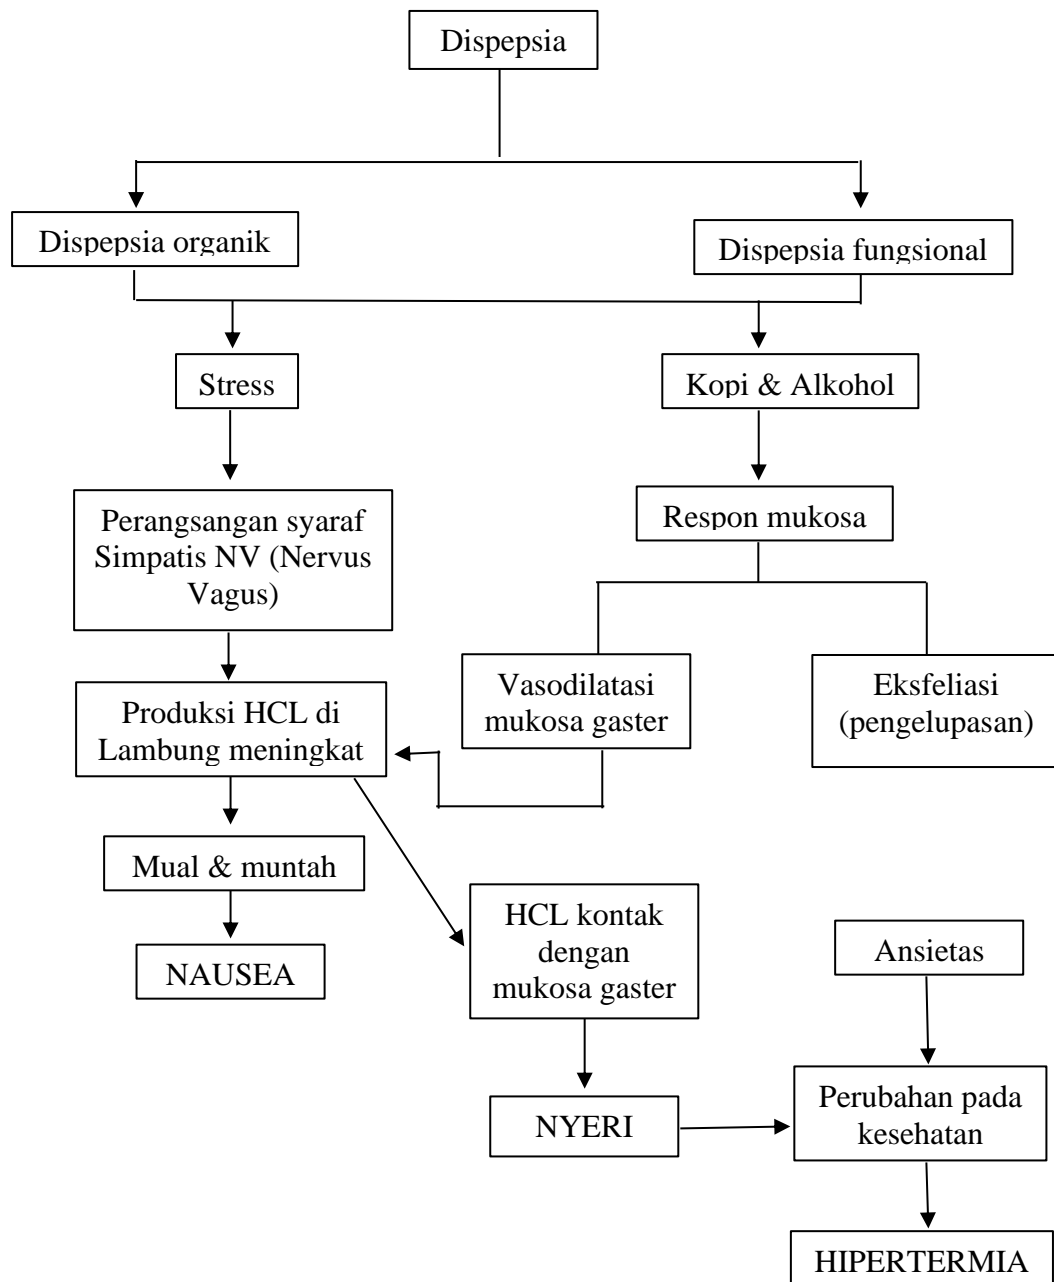 Dispepsia
Dispepsia organik
Dispepsia fungsional
Stress
Kopi & Alkohol
Perangsangan syaraf
Simpatis NV (Nervus
Vagus)
Respon mukosa
Produksi HCL di
Lambung meningkat
Vasodilatasi
mukosa gaster
Eksfeliasi
(pengelupasan)
Mual & muntah
NAUSEA
HCL kontak
dengan
mukosa gaster
Ansietas
NYERI
Perubahan pada
kesehatan
HIPERTERMIA